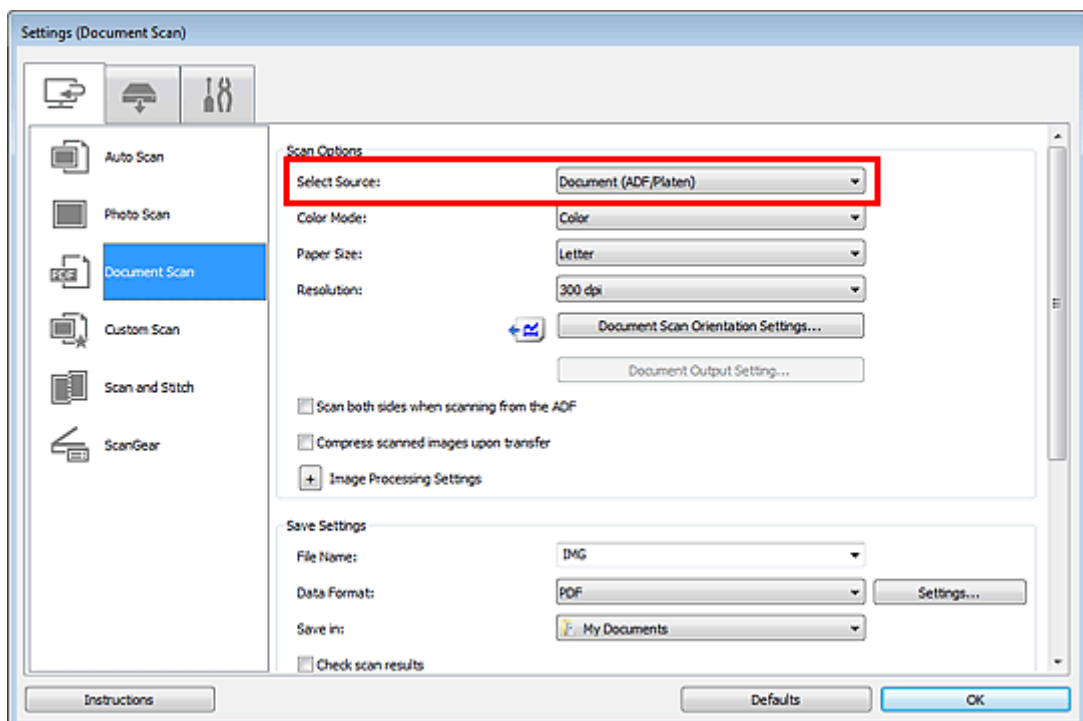 Settings (Document Scan)
Auto Scan
Photo Scan
PDF
Document Scan
Custom Scan
Scan and Stitch
ScanGear
Scan Options
Select Source: Document (ADF/Platen)
Color Mode: Color
Paper Size: Letter
Resolution: 300 dpi
R Document Scan Orientation Settings...
Document Output Setting...
Scan both sides when scanning from the ADF
Compress scanned images upon transfer
+ Image Processing Settings
Save Settings
File Name: IMG
Data Format: PDF Settings...
Save in: My Documents
Check scan results
Instructions Defaults OK